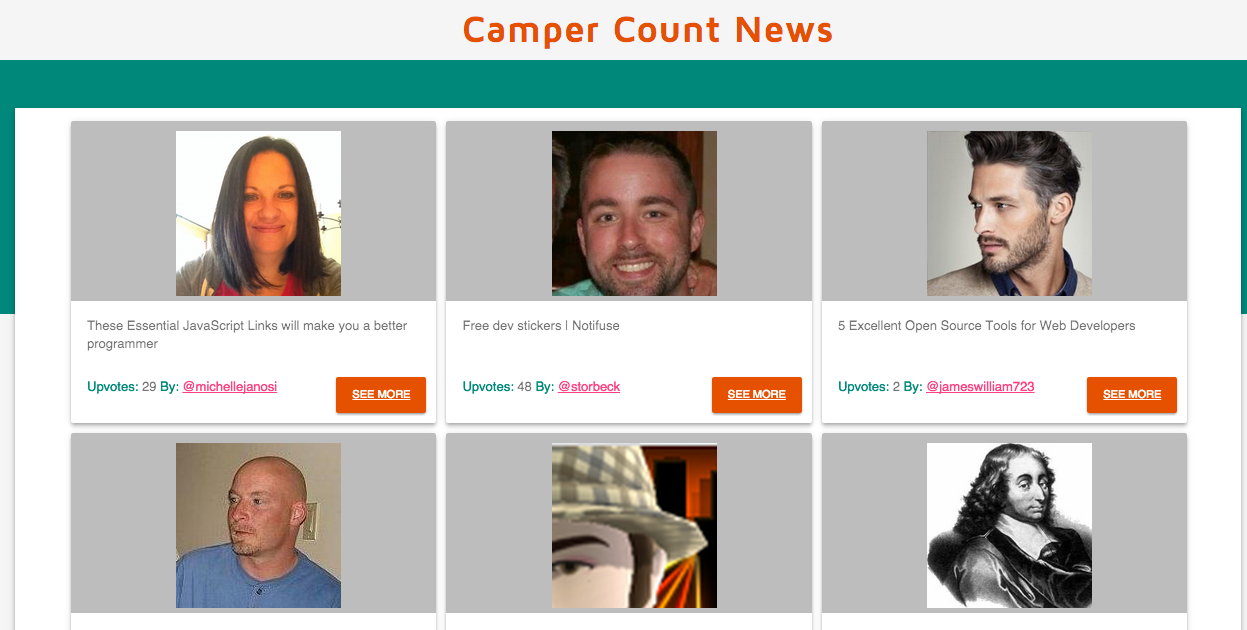 Camper Count News
These Essential JavaScript Links will make you a better
programmer
Upvotes: 29 By: @michellejanosi
SEE MORE
Free dev stickers | Notifuse
Upvotes: 48 By: @storbeck
SEE MORE
5 Excellent Open Source Tools for Web Developers
Upvotes: 2 By: @jameswilliam723
SEE MORE